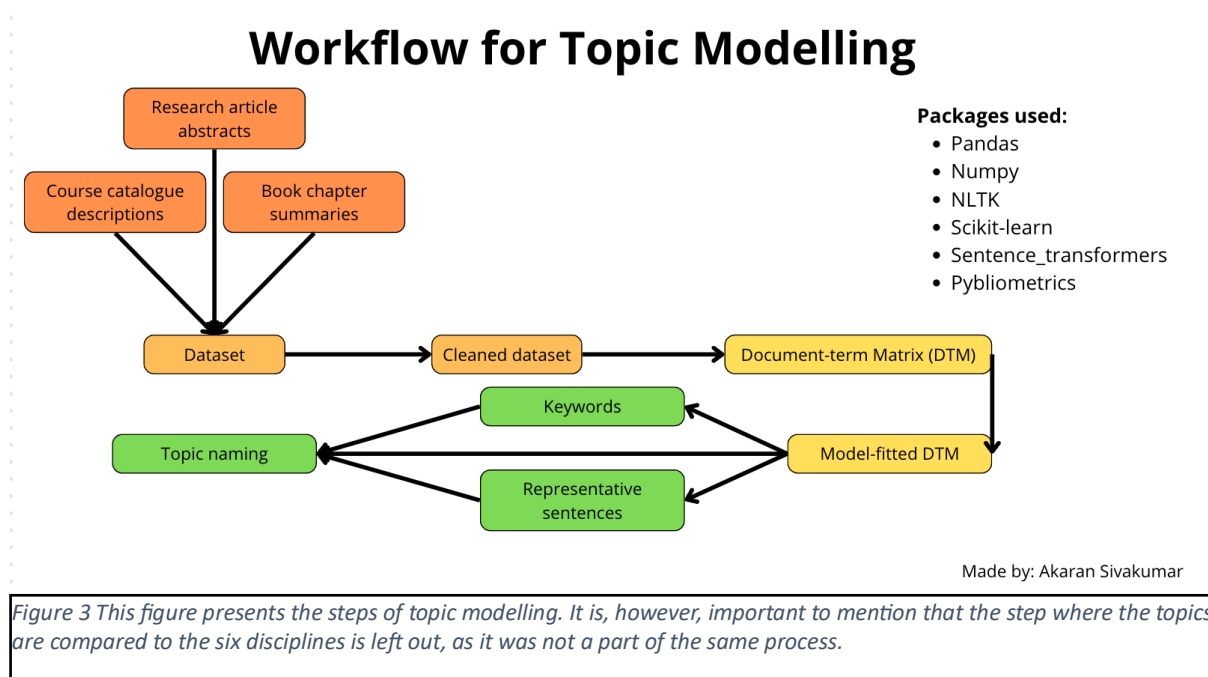 Workflow for Topic Modelling
Research article
abstracts
Course catalogue
descriptions
Book chapter
summaries
Packages used:
Pandas
Numpy
NLTK
Scikit-learn
Sentence_transformers
Pybliometrics
Dataset
Cleaned dataset
Document-term Matrix (DTM)
Keywords
Topic naming
Model-fitted DTM
Representative
sentences
Made by: Akaran Sivakumar
Figure 3 This figure presents the steps of topic modelling. It is, however, important to mention that the step where the topics
are compared to the six disciplines is left out, as it was not a part of the same process.